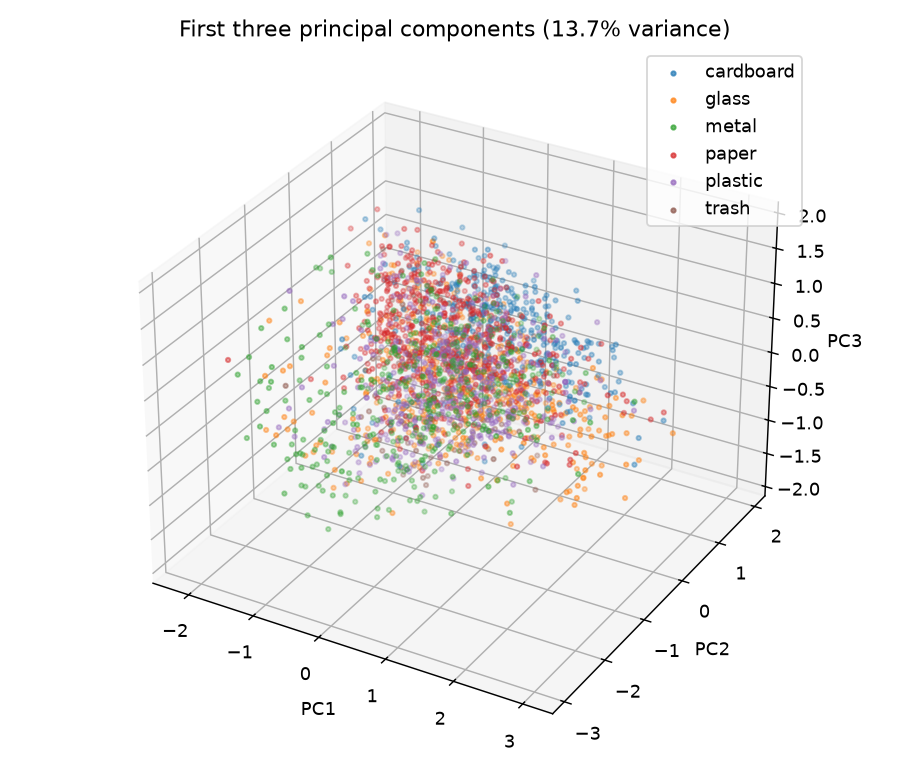 First three principal components (13.7% variance)
cardboard
glass
metal
paper
plastic
trash
2.0
1.5
1.0
0.5
0.0
−0.5
−1.0
−1.5
−2.0
PC3
2
1
0
−1
−2
−3
PC2
−2
−1
0
1
2
3
PC1